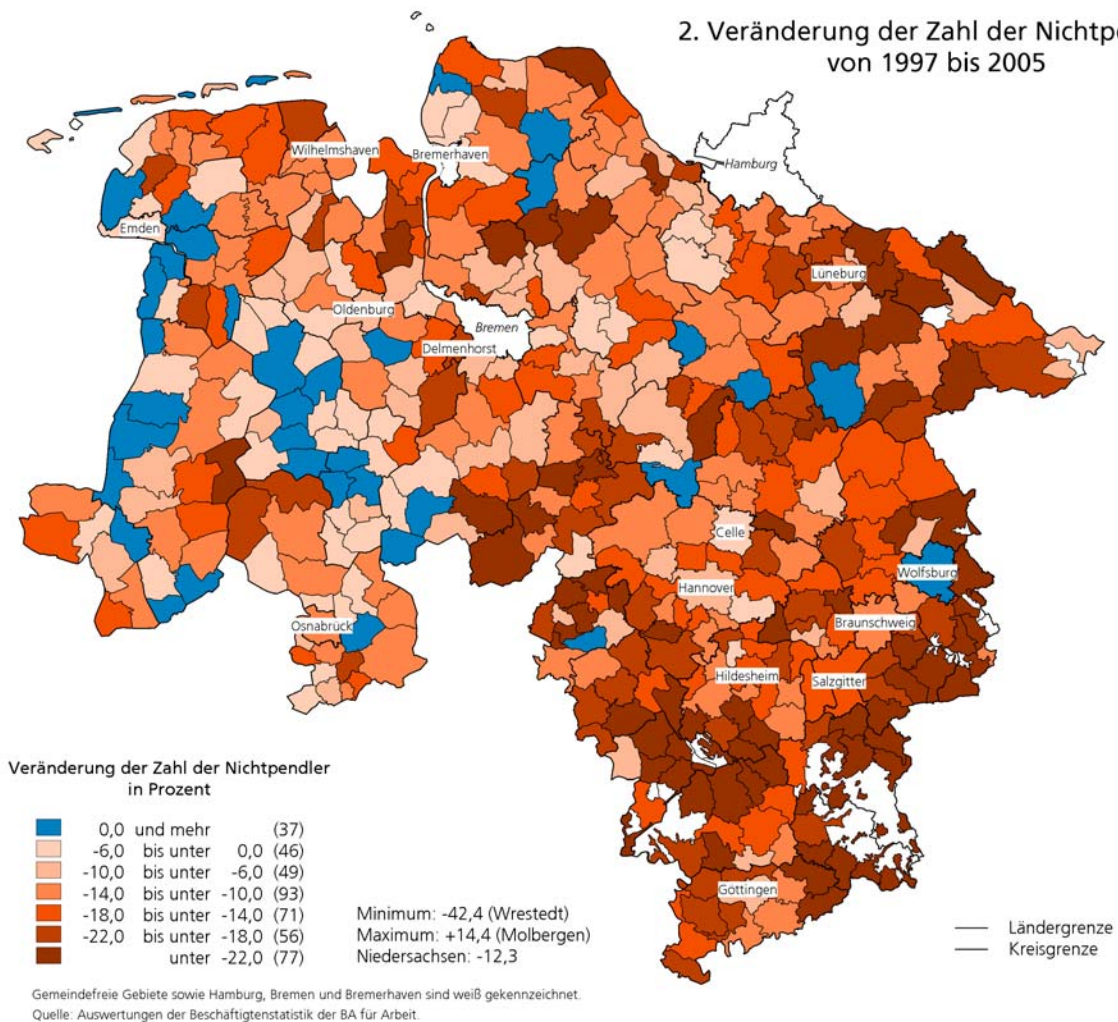 2. Veränderung der Zahl der Nichtp
von 1997 bis 2005
Wilhelmshaven
Bremerhaven
Hamburg
Emden
Lüneburg
Oldenburg
Bremen
Delmenhorst
Celle
Wolfsburg
Hannover
Braunschweig
Osnabrück
Hildesheim
Salzgitter
Göttingen
Veränderung der Zahl der Nichtpendler
in Prozent
0,0 und mehr (37)
-6,0 bis unter 0,0 (46)
-10,0 bis unter -6,0 (49)
-14,0 bis unter -10,0 (93)
-18,0 bis unter -14,0 (71)
-22,0 bis unter -18,0 (56)
unter -22,0 (77)
Minimum: -42,4 (Wrestedt)
Maximum: +14,4 (Molbergen)
Niedersachsen: -12,3
Ländergrenze
Kreisgrenze
Gemeindefreie Gebiete sowie Hamburg, Bremen und Bremerhaven sind weiß gekennzeichnet.
Quelle: Auswertungen der Beschäftigtenstatistik der BA für Arbeit.